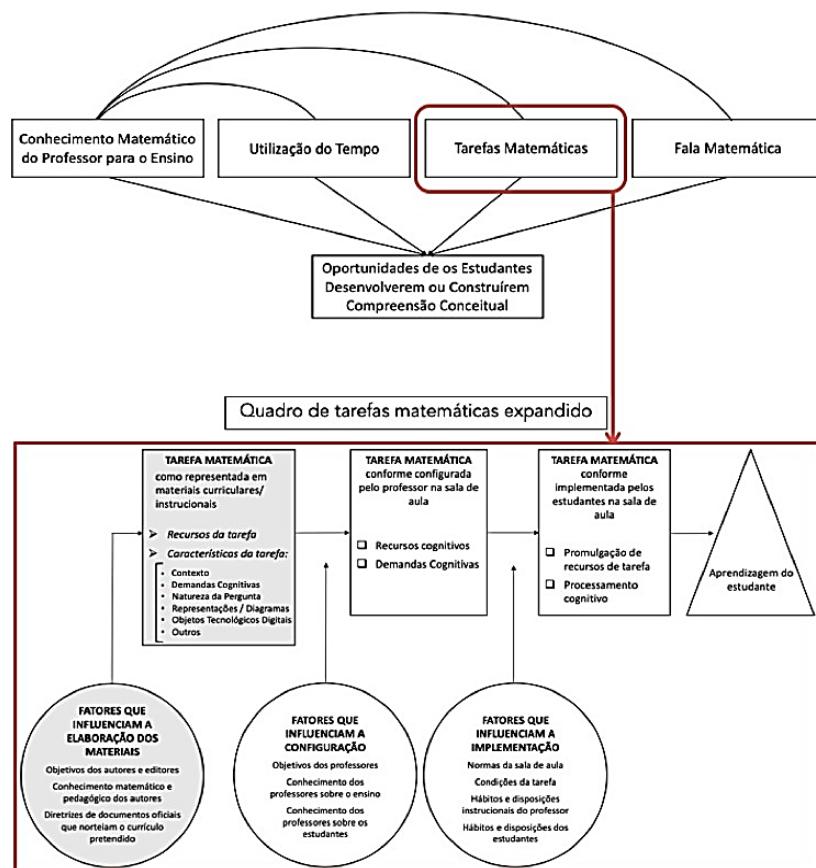 Conhecimento Matemático
do Professor para o Ensino
Utilização do Tempo
Tarefas Matemáticas
Fala Matemática
Oportunidades de os Estudantes
Desenvolverem ou Construírem
Compreensão Conceitual
Quadro de tarefas matemáticas expandido
TAREFA MATEMÁTICA
como representada em
materiais curriculares/
instrucionais
➢ Recursos da tarefa
➢ Características da tarefa:
• Contexto
• Demandas Cognitivas
• Natureza da Pergunta
• Representações / Diagramas
• Objetos Tecnológicos Digitais
• Outros
TAREFA MATEMÁTICA
conforme configurada
pelo professor na sala de
aula
❑ Recursos cognitivos
❑ Demandas Cognitivas
TAREFA MATEMÁTICA
conforme
implementada pelos
estudantes na sala de
aula
❑ Promulgação de
recursos de tarefa
❑ Processamento
cognitivo
Aprendizagem do
estudante
FATORES QUE
INFLUENCIAM A
ELABORAÇÃO DOS
MATERIAIS
Objetivos dos autores e editores
Conhecimento matemático e
pedagógico dos autores
Diretrizes de documentos oficiais
que norteiam o currículo
pretendido
FATORES QUE
INFLUENCIAM A
CONFIGURAÇÃO
Objetivos dos professores
Conhecimento dos
professores sobre o ensino
Conhecimento dos
professores sobre os
estudantes
FATORES QUE
INFLUENCIAM A
IMPLEMENTAÇÃO
Normas da sala de aula
Condições da tarefa
Hábitos e disposições
instrucionais do professor
Hábitos e disposições dos
estudantes